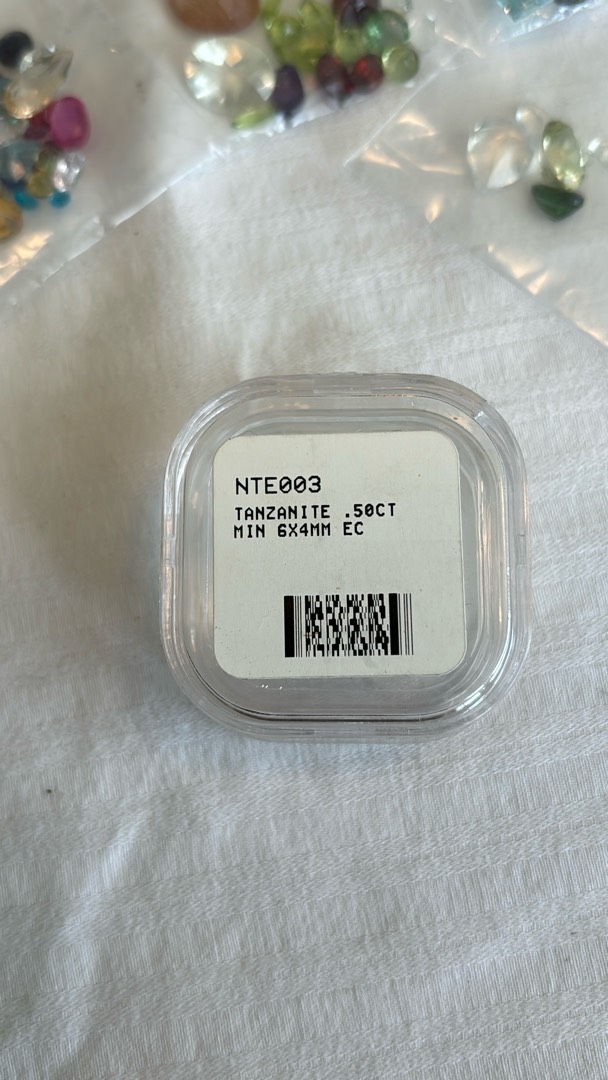 NTE003
TANZANITE .50CT
MIN 6X4MM EC